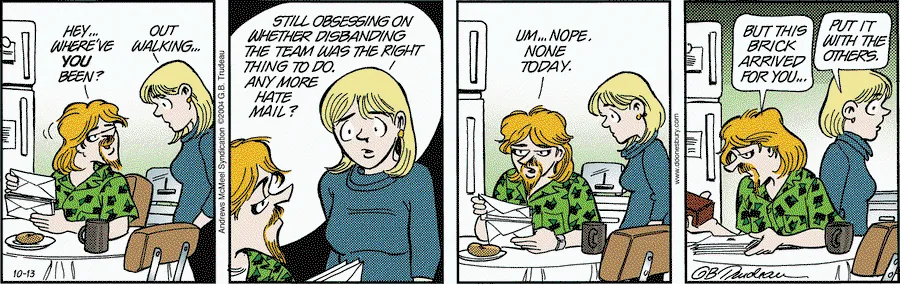 HEY...
WHERE'VE
YOU
BEEN?
OUT
WALKING...
10-13
Andrews McMeel Syndication ©2004 G.B. Trudeau
STILL OBSESSING ON
WHETHER DISBANDING
THE TEAM WAS THE RIGHT
THING TO DO.
ANY MORE
HATE
MAIL?
UM... NOPE.
NONE
TODAY.
www.doonesbury.com
BUT THIS
BRICK
ARRIVED
FOR YOU...
PUT IT
WITH THE
OTHERS.
GB Trudeau